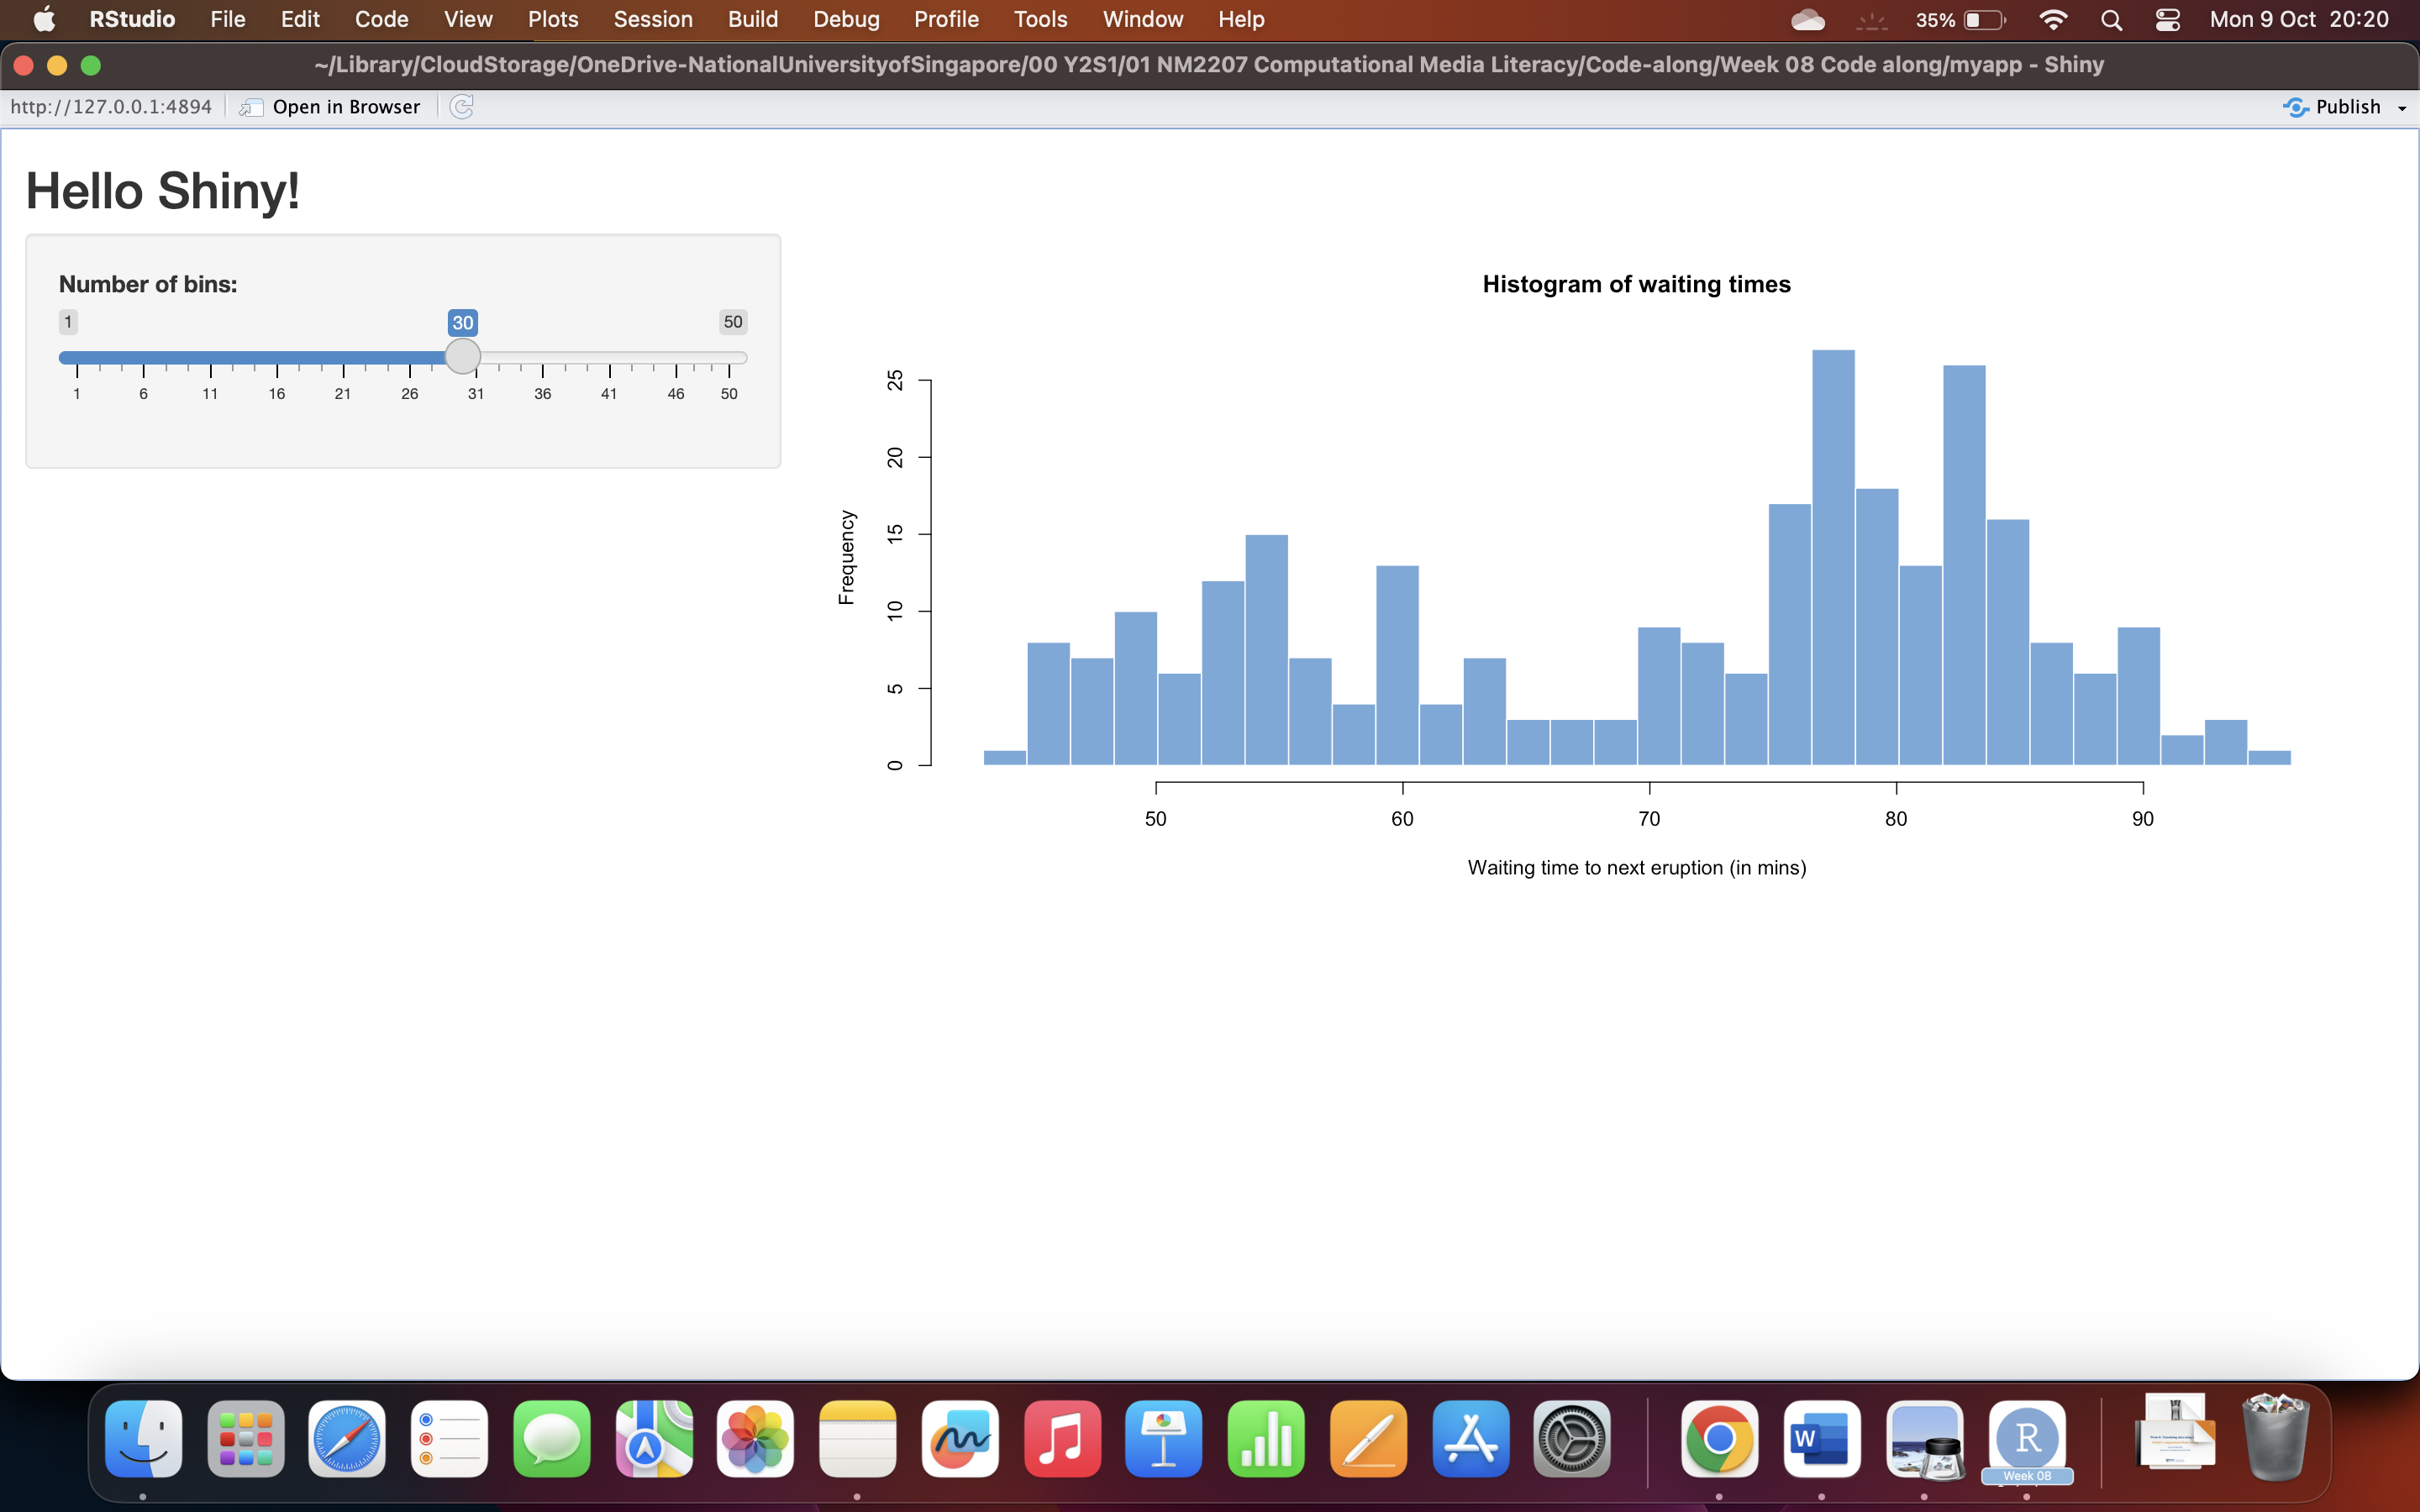 RStudio File Edit Code View Plots Session Build Debug Profile Tools Window Help 35% Mon 9 Oct 20:20
~/Library/CloudStorage/OneDrive-NationalUniversityofSingapore/00 Y2S1/01 NM2207 Computational Media Literacy/Code-along/Week 08 Code along/myapp - Shiny
http://127.0.0.1:4894 Open in Browser Publish
Hello Shiny!
Number of bins:
1 30 50
1 6 11 16 21 26 31 36 41 46 50
Histogram of waiting times
Frequency
25
20
15
10
5
0
50 60 70 80 90
Waiting time to next eruption (in mins)
W
R
Week 08